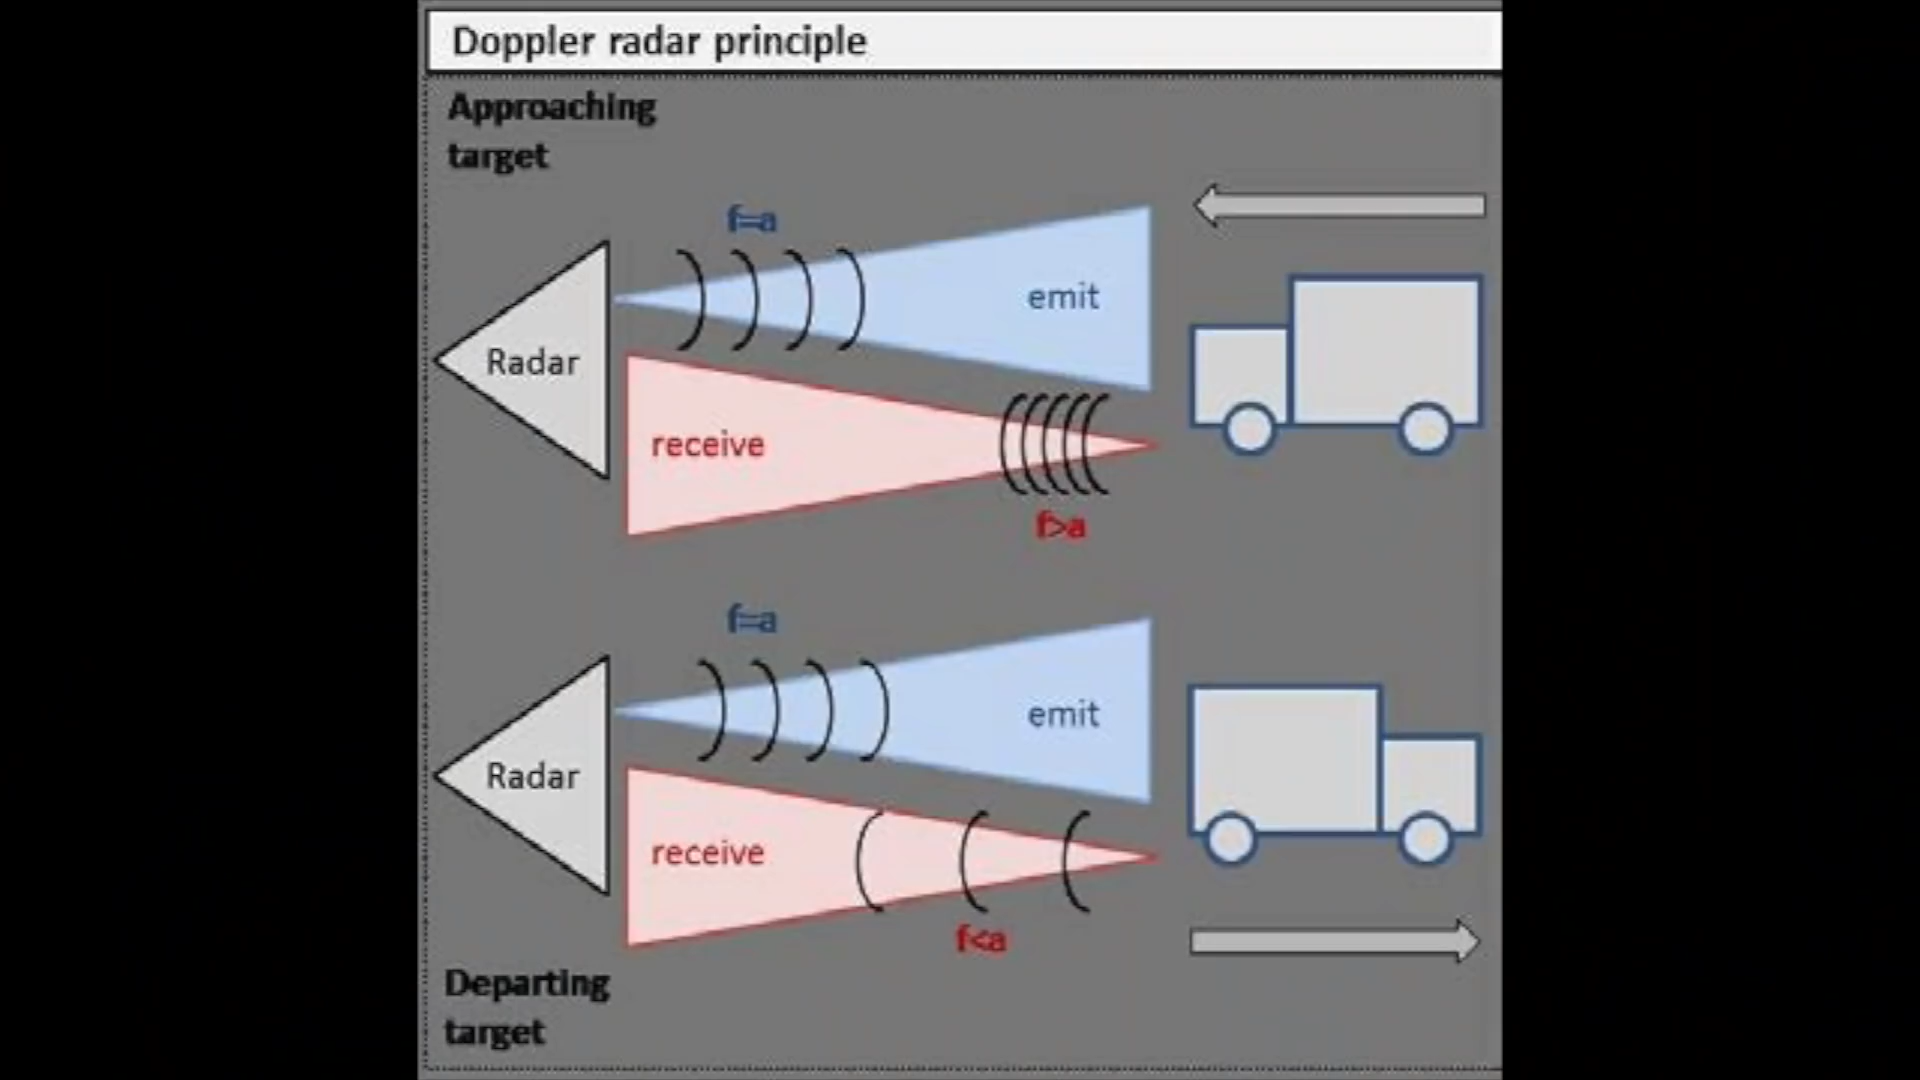 Doppler radar principle
Approaching
target
f=a
emit
Radar
receive
f>a
f=a
emit
Radar
receive
f<a
Departing
target